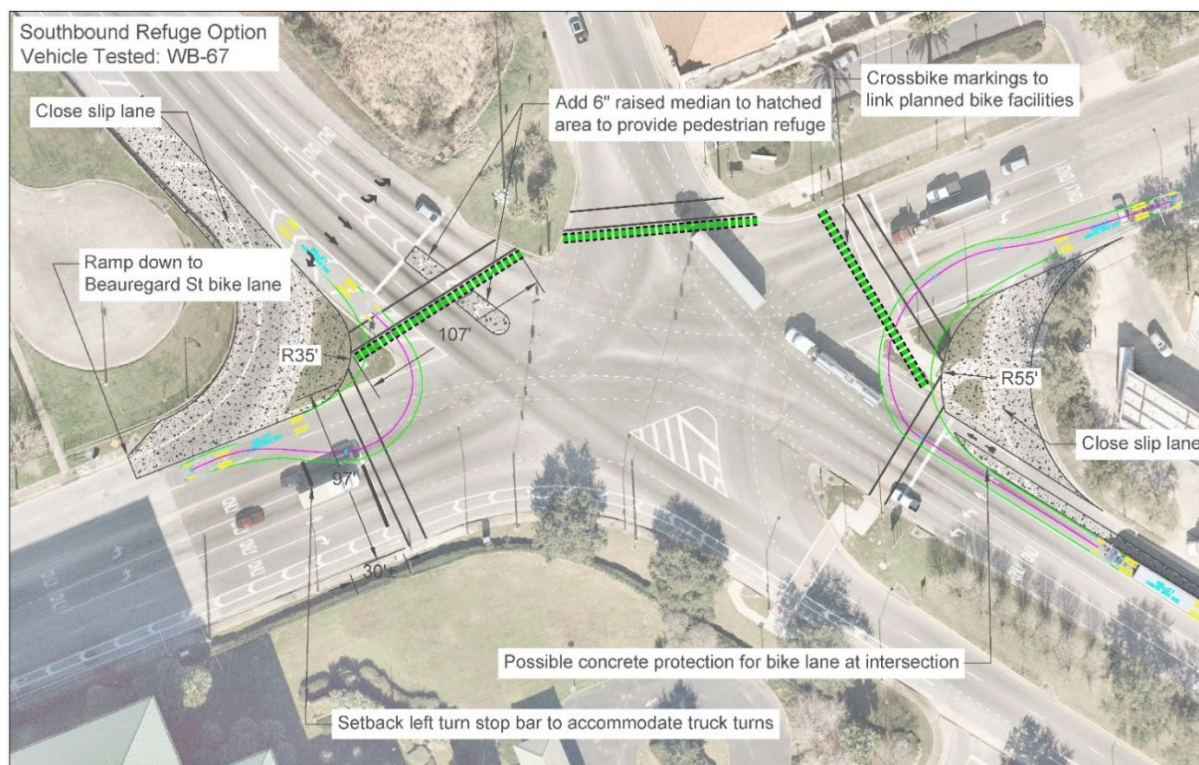 Southbound Refuge Option
Vehicle Tested: WB-67
Close slip lane
Add 6" raised median to hatched
area to provide pedestrian refuge
Crossbike markings to
link planned bike facilities
Ramp down to
Beauregard St bike lane
R35'
107'
R55'
Close slip lane
97'
30'
Possible concrete protection for bike lane at intersection
Setback left turn stop bar to accommodate truck turns